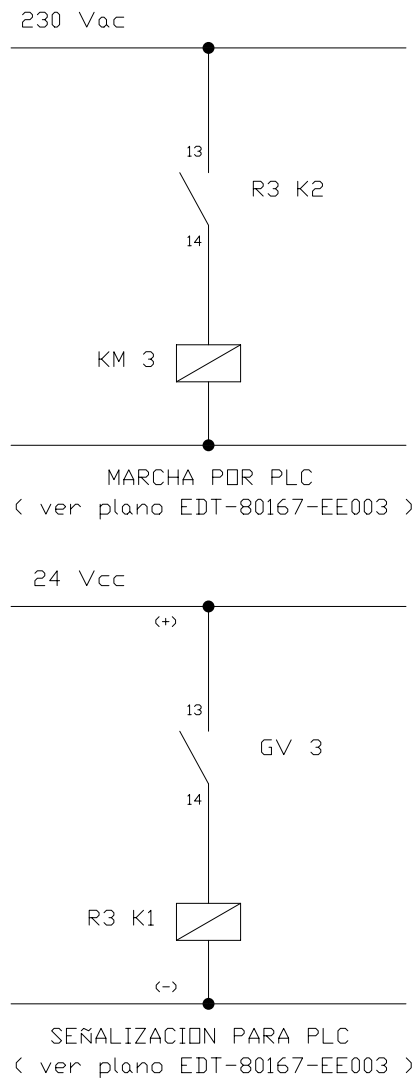 230 Vac
13
R3 K2
14
KM 3
MARCHA POR PLC
( ver plano EDT-80167-EE003 )
24 Vcc
(+)
13
GV 3
14
R3 K1
(-)
SEÑALIZACION PARA PLC
( ver plano EDT-80167-EE003 )